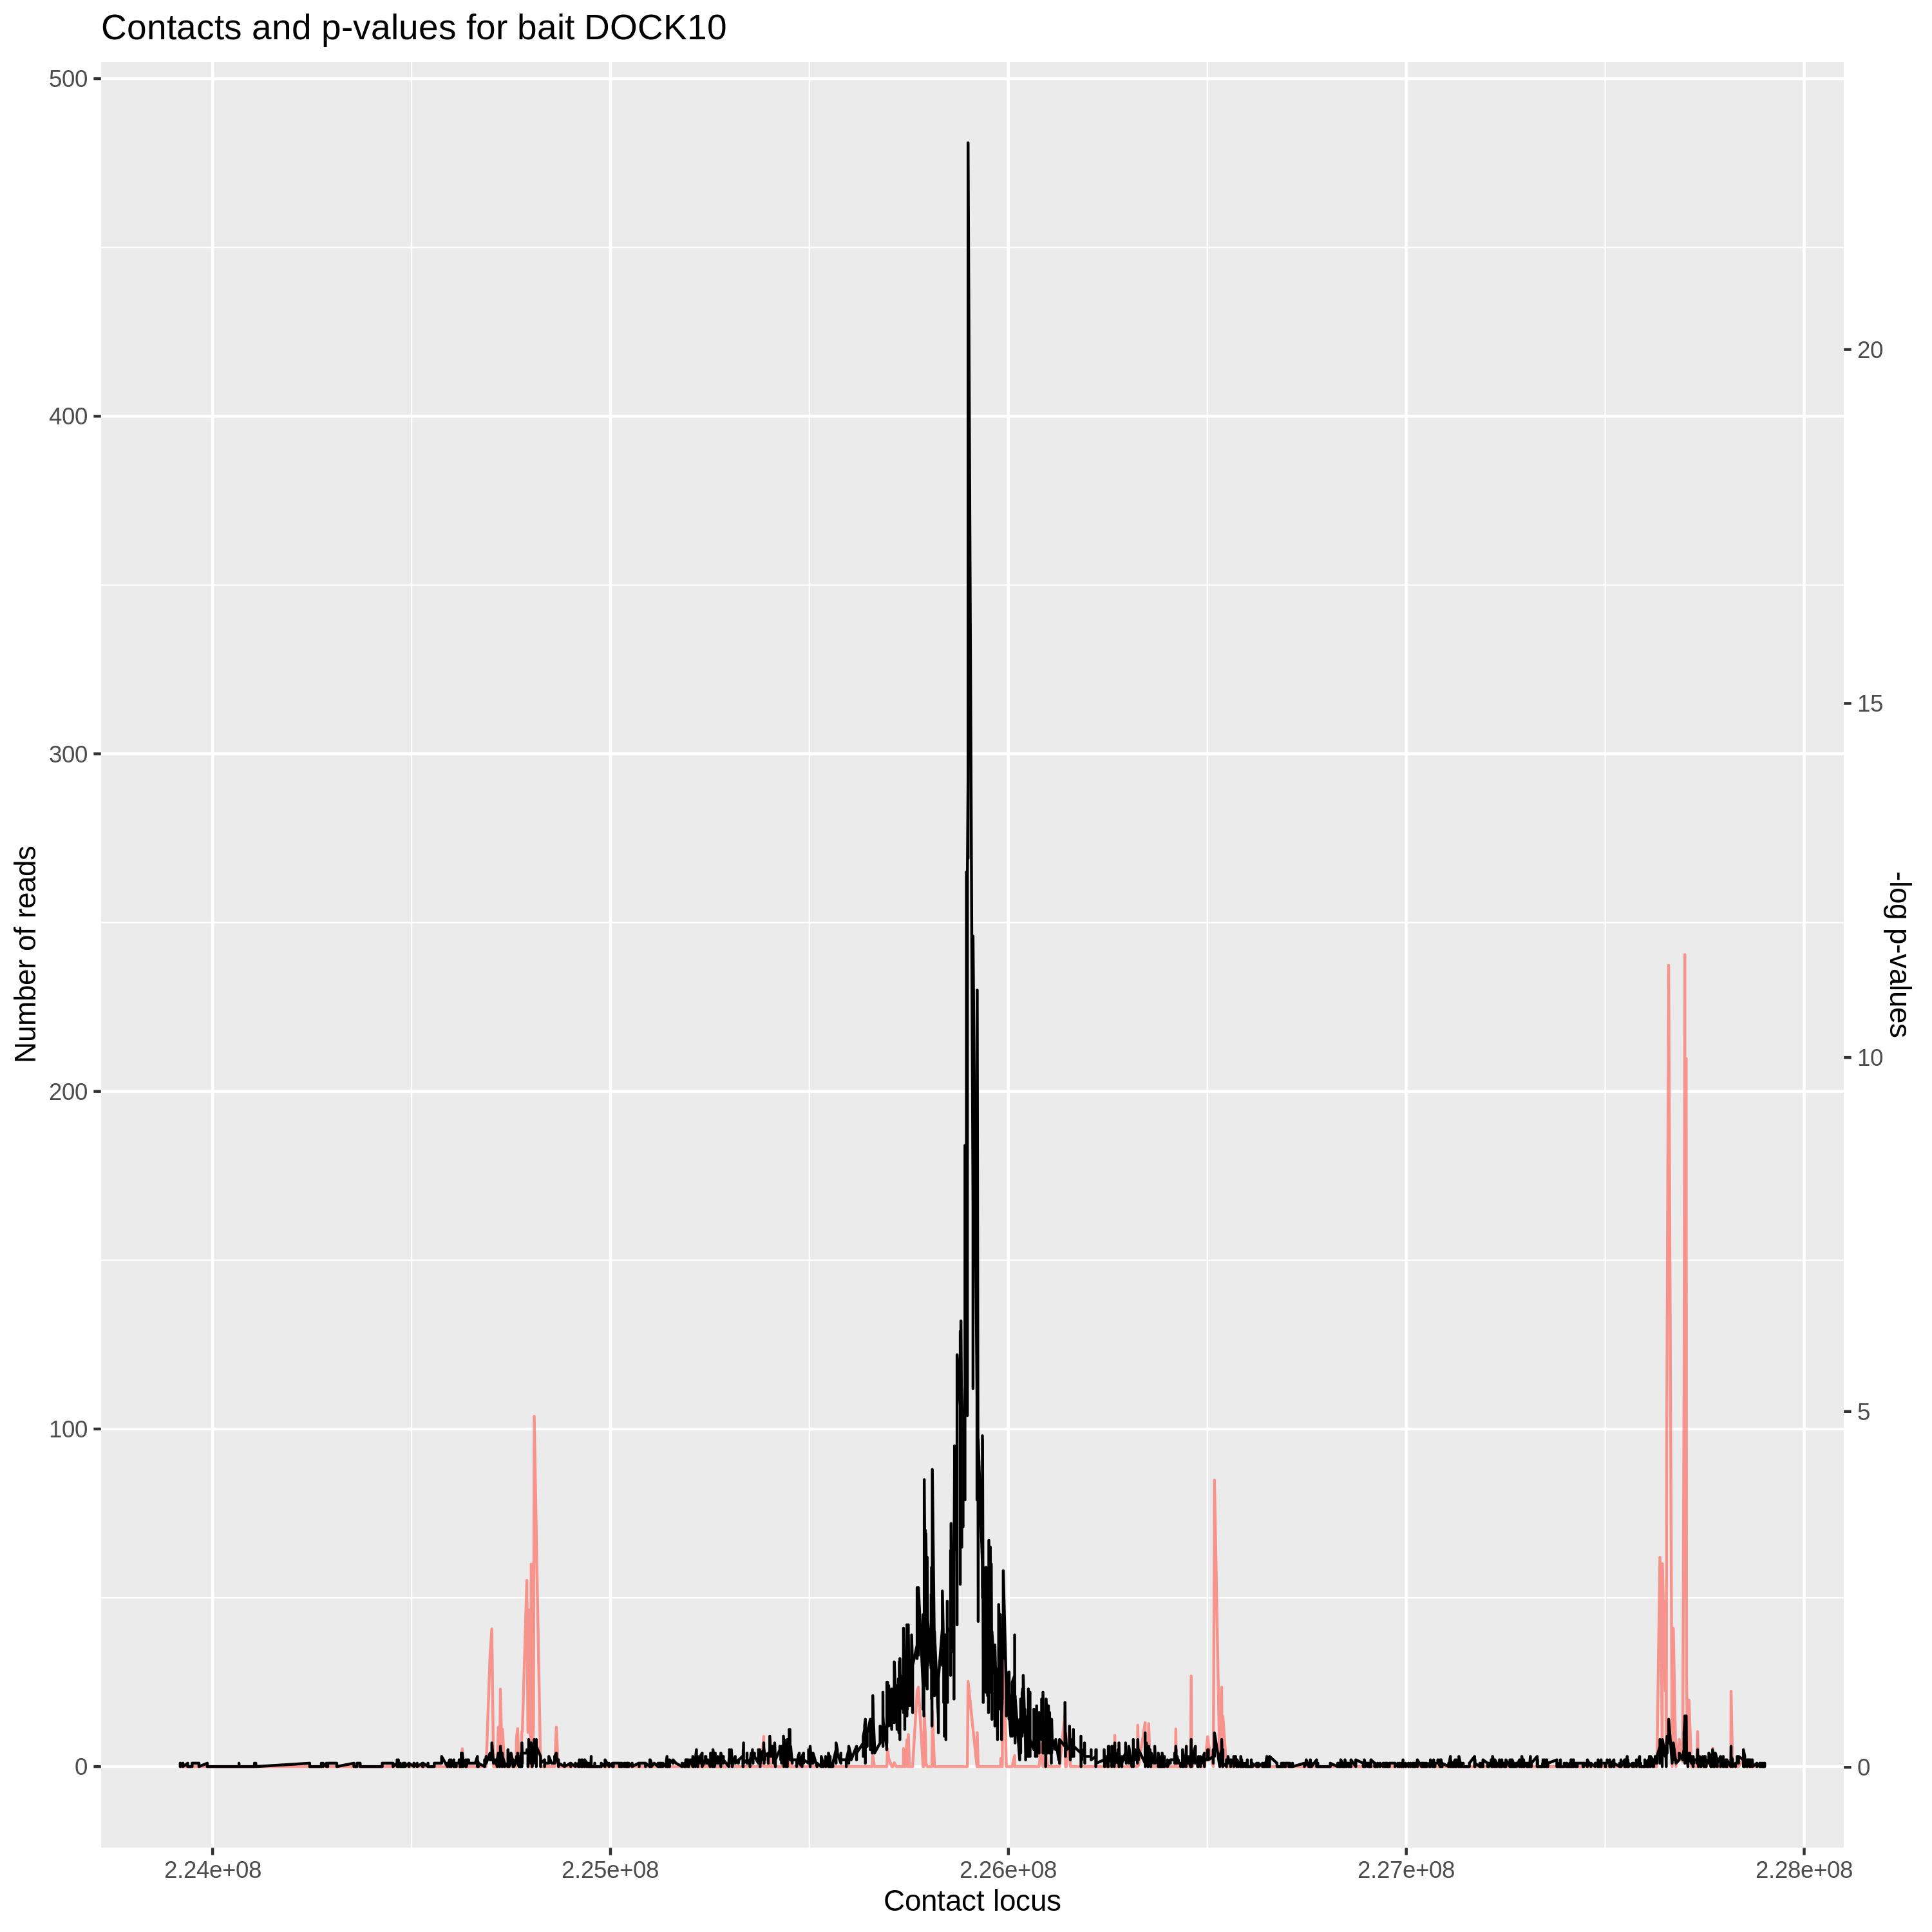 Contacts and p-values for bait DOCK10
500
400
300
200
100
0
Number of reads
20
15
10
5
0
-log p-values
2.24e+08
2.25e+08
2.26e+08
2.27e+08
2.28e+08
Contact locus